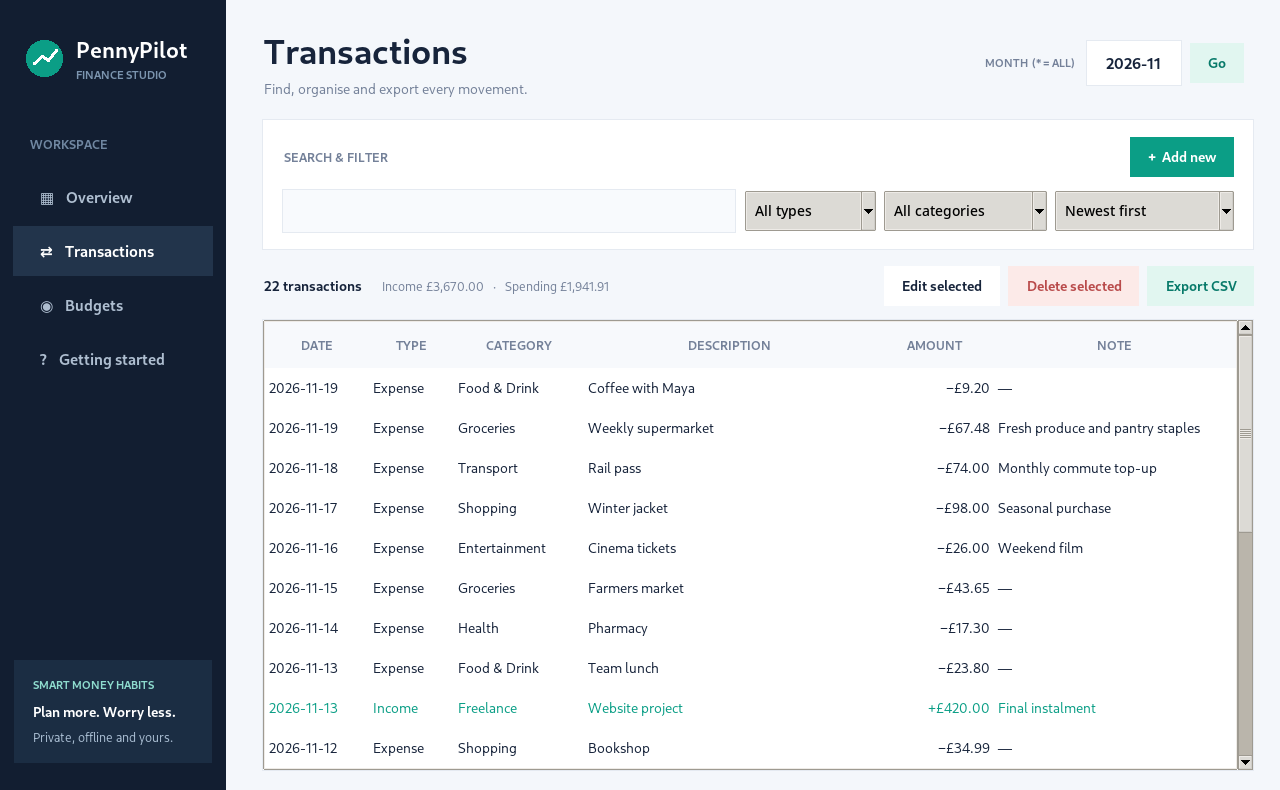 PennyPilot
FINANCE STUDIO
WORKSPACE
▦ Overview
⇄ Transactions
◉ Budgets
? Getting started
SMART MONEY HABITS
Plan more. Worry less.
Private, offline and yours.
Transactions
Find, organise and export every movement.
MONTH (* = ALL) 2026-11 Go
SEARCH & FILTER + Add new
All types All categories Newest first
22 transactions Income £3,670.00 · Spending £1,941.91 Edit selected Delete selected Export CSV
DATE TYPE CATEGORY DESCRIPTION AMOUNT NOTE
2026-11-19 Expense Food & Drink Coffee with Maya −£9.20 —
2026-11-19 Expense Groceries Weekly supermarket −£67.48 Fresh produce and pantry staples
2026-11-18 Expense Transport Rail pass −£74.00 Monthly commute top-up
2026-11-17 Expense Shopping Winter jacket −£98.00 Seasonal purchase
2026-11-16 Expense Entertainment Cinema tickets −£26.00 Weekend film
2026-11-15 Expense Groceries Farmers market −£43.65 —
2026-11-14 Expense Health Pharmacy −£17.30 —
2026-11-13 Expense Food & Drink Team lunch −£23.80 —
2026-11-13 Income Freelance Website project +£420.00 Final instalment
2026-11-12 Expense Shopping Bookshop −£34.99 —